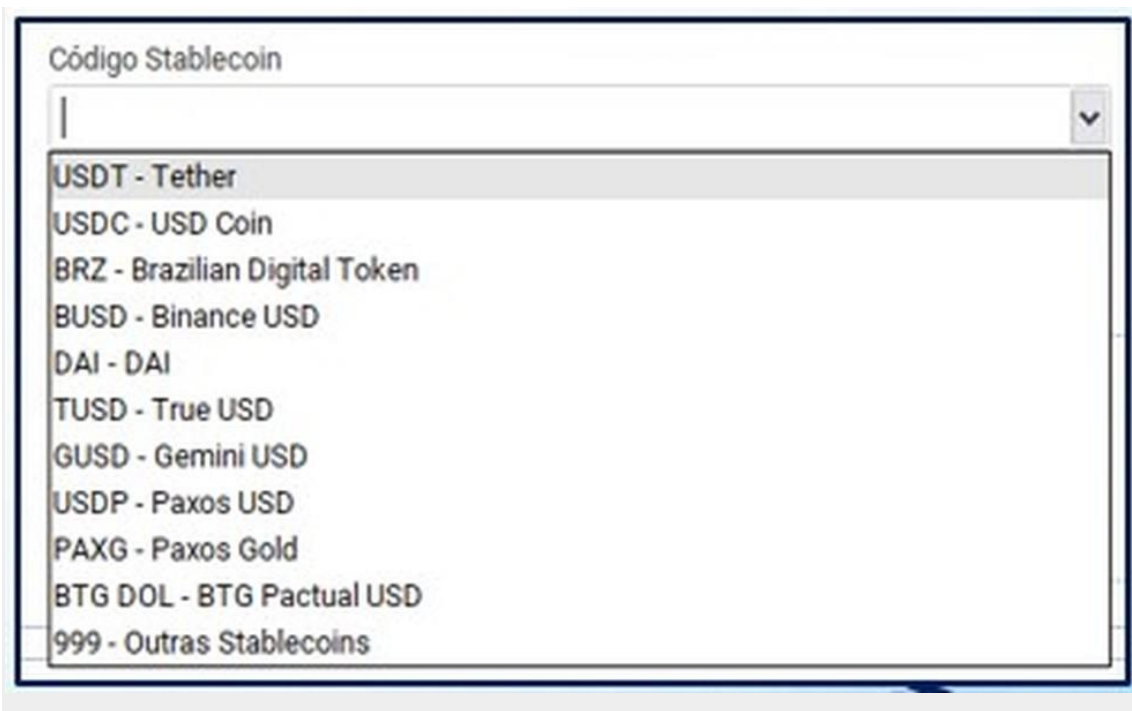 Código Stablecoin
USDT - Tether
USDC - USD Coin
BRZ - Brazilian Digital Token
BUSD - Binance USD
DAI - DAI
TUSD - True USD
GUSD - Gemini USD
USDP - Paxos USD
PAXG - Paxos Gold
BTG DOL - BTG Pactual USD
999 - Outras Stablecoins